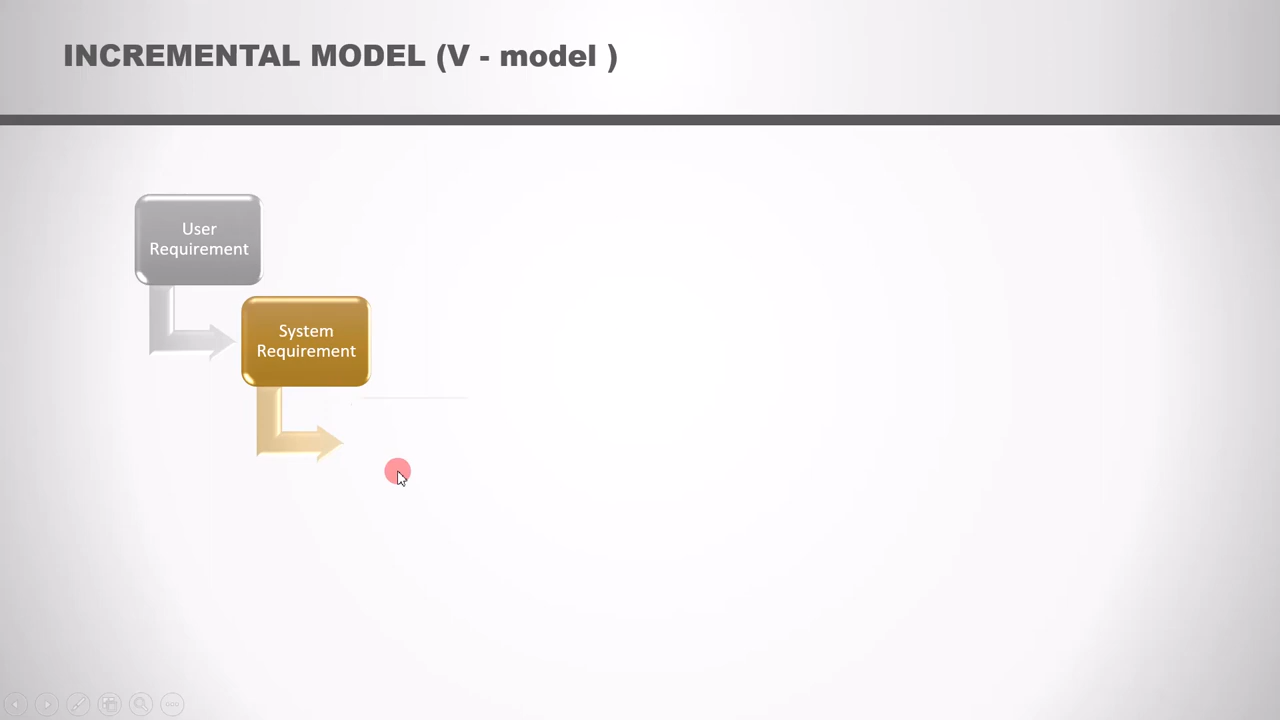 INCREMENTAL MODEL (V - model )
User
Requirement
System
Requirement